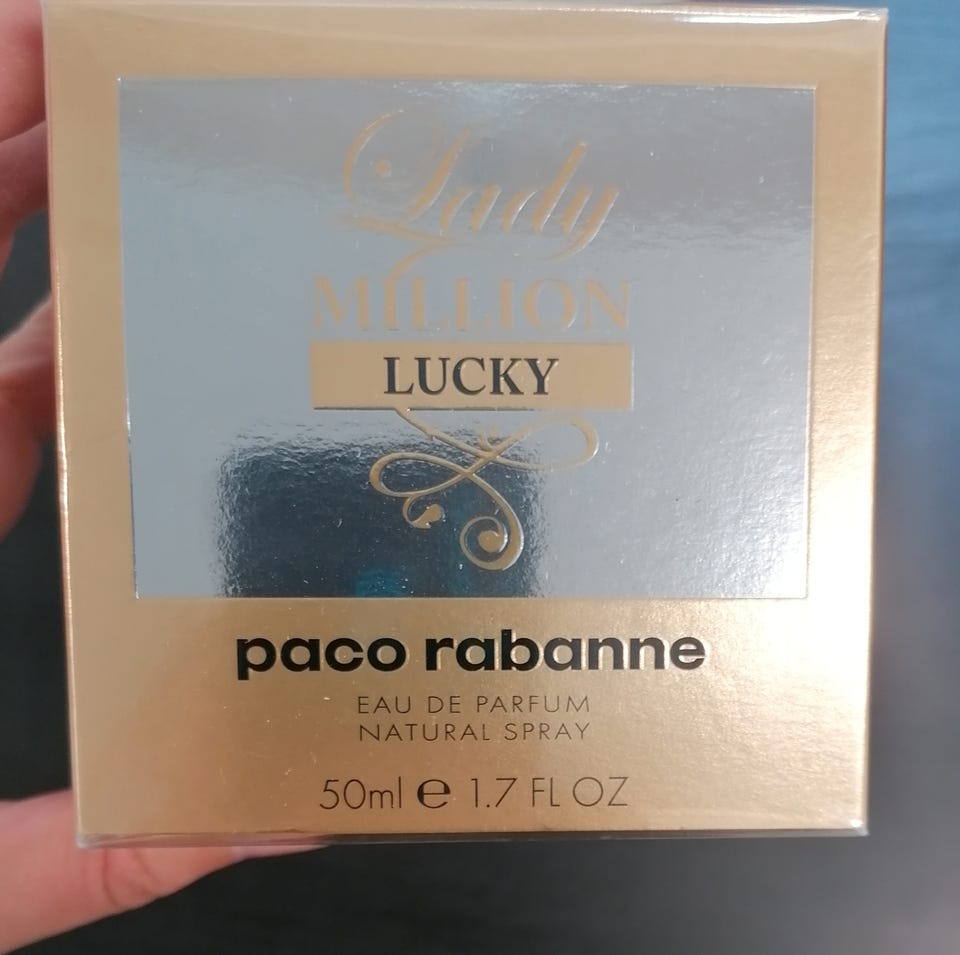 Lady
MILLION
LUCKY
paco rabanne
EAU DE PARFUM
NATURAL SPRAY
50ml e 1.7 FL OZ